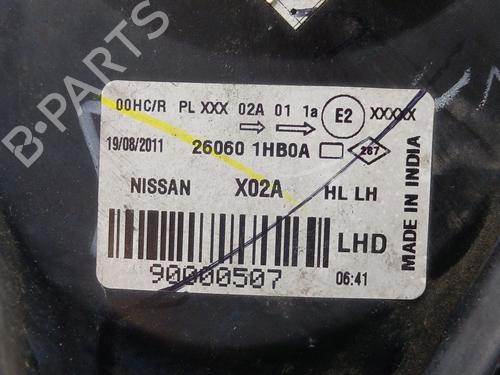 B-PARTS
00HC/R PL XXX 02A 01 1a E2 XXXXX
19/08/2011 26060 1HB0A 287
NISSAN X02A HL LH
LHD
90000507 06:41
MADE IN INDIA